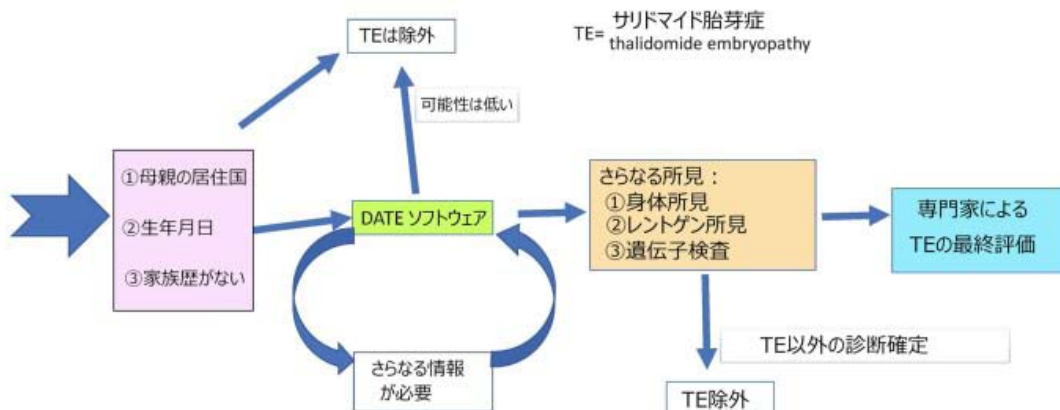 TEは除外
TE=
サリドマイド胎芽症
thalidomide embryopathy
可能性は低い
①母親の居住国
②生年月日
③家族歴がない
DATE ソフトウェア
さらなる情報
が必要
さらなる所見：
①身体所見
②レントゲン所見
③遺伝子検査
専門家による
TEの最終評価
TE以外の診断確定
TE除外